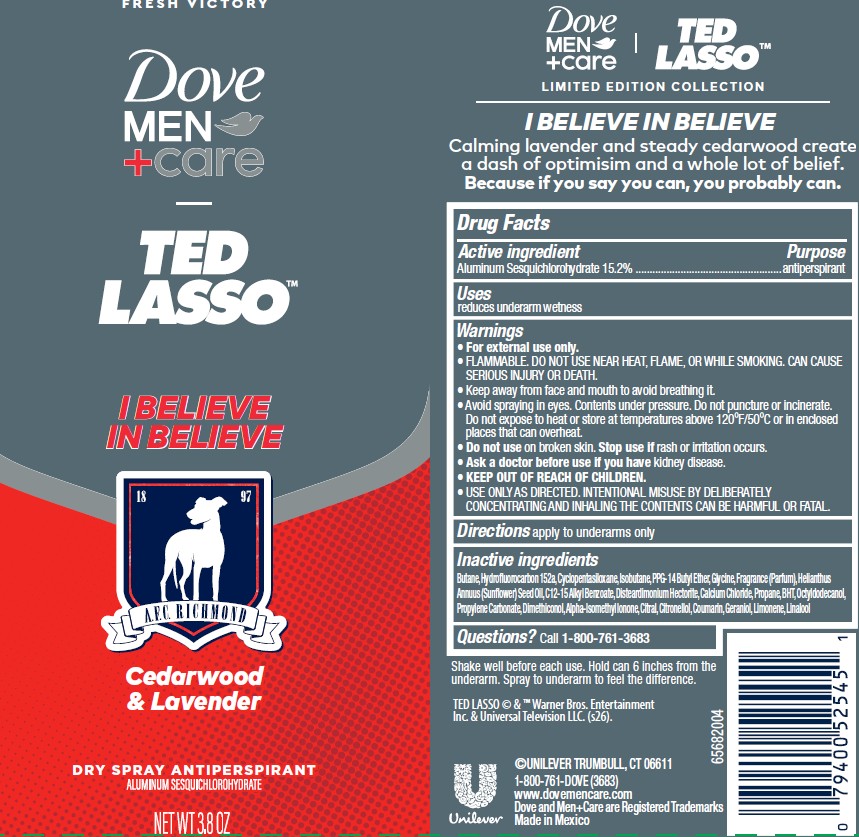 FRESH VICTORY
Dove
MEN
+care
TED
LASSO™
I BELIEVE
IN BELIEVE
18 97
A.F.C. RICHMOND
Cedarwood
& Lavender
DRY SPRAY ANTIPERSPIRANT
ALUMINUM SESQUICHLOROHYDRATE
NET WT 3.8 OZ
Dove
MEN
+care
TED
LASSO™
LIMITED EDITION COLLECTION
I BELIEVE IN BELIEVE
Calming lavender and steady cedarwood create
a dash of optimisim and a whole lot of belief.
Because if you say you can, you probably can.
Drug Facts
Active ingredient Purpose
Aluminum Sesquichlorohydrate 15.2% ........................................ antiperspirant
Uses
reduces underarm wetness
Warnings
• For external use only.
• FLAMMABLE. DO NOT USE NEAR HEAT, FLAME, OR WHILE SMOKING. CAN CAUSE
SERIOUS INJURY OR DEATH.
• Keep away from face and mouth to avoid breathing it.
• Avoid spraying in eyes. Contents under pressure. Do not puncture or incinerate.
Do not expose to heat or store at temperatures above 120⁰F/50⁰C or in enclosed
places that can overheat.
• Do not use on broken skin. Stop use if rash or irritation occurs.
• Ask a doctor before use if you have kidney disease.
• KEEP OUT OF REACH OF CHILDREN.
• USE ONLY AS DIRECTED. INTENTIONAL MISUSE BY DELIBERATELY
CONCENTRATING AND INHALING THE CONTENTS CAN BE HARMFUL OR FATAL.
Directions apply to underarms only
Inactive ingredients
Butane, Hydrofluorocarbon 152a, Cyclopentasiloxane, Isobutane, PPG-14 Butyl Ether, Glycine, Fragrance (Parfum), Helianthus
Annuus (Sunflower) Seed Oil, C12-15 Alkyl Benzoate, Disteardimonium Hectorite, Calcium Chloride, Propane, BHT, Octyldodecanol,
Propylene Carbonate, Dimethiconol, Alpha-Isomethyl Ionone, Citral, Citronellol, Coumarin, Geraniol, Limonene, Linalool
Questions? Call 1-800-761-3683
Shake well before each use. Hold can 6 inches from the
underarm. Spray to underarm to feel the difference.
TED LASSO © & ™ Warner Bros. Entertainment
Inc. & Universal Television LLC. (s26).
65682004
Unilever
©UNILEVER TRUMBULL, CT 06611
1-800-761-DOVE (3683)
www.dovemencare.com
Dove and Men+Care are Registered Trademarks
Made in Mexico
0 79400 52545 1